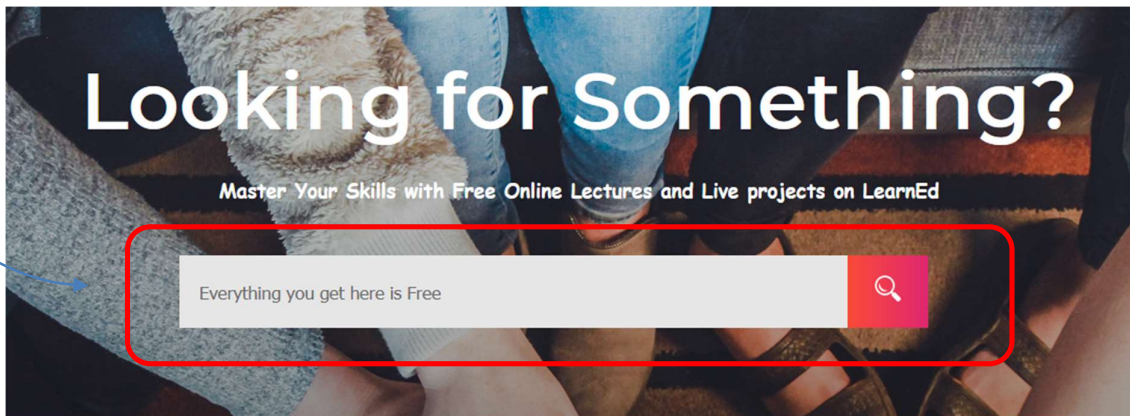 Looking for Something?
Master Your Skills with Free Online Lectures and Live projects on LearnEd
Everything you get here is Free